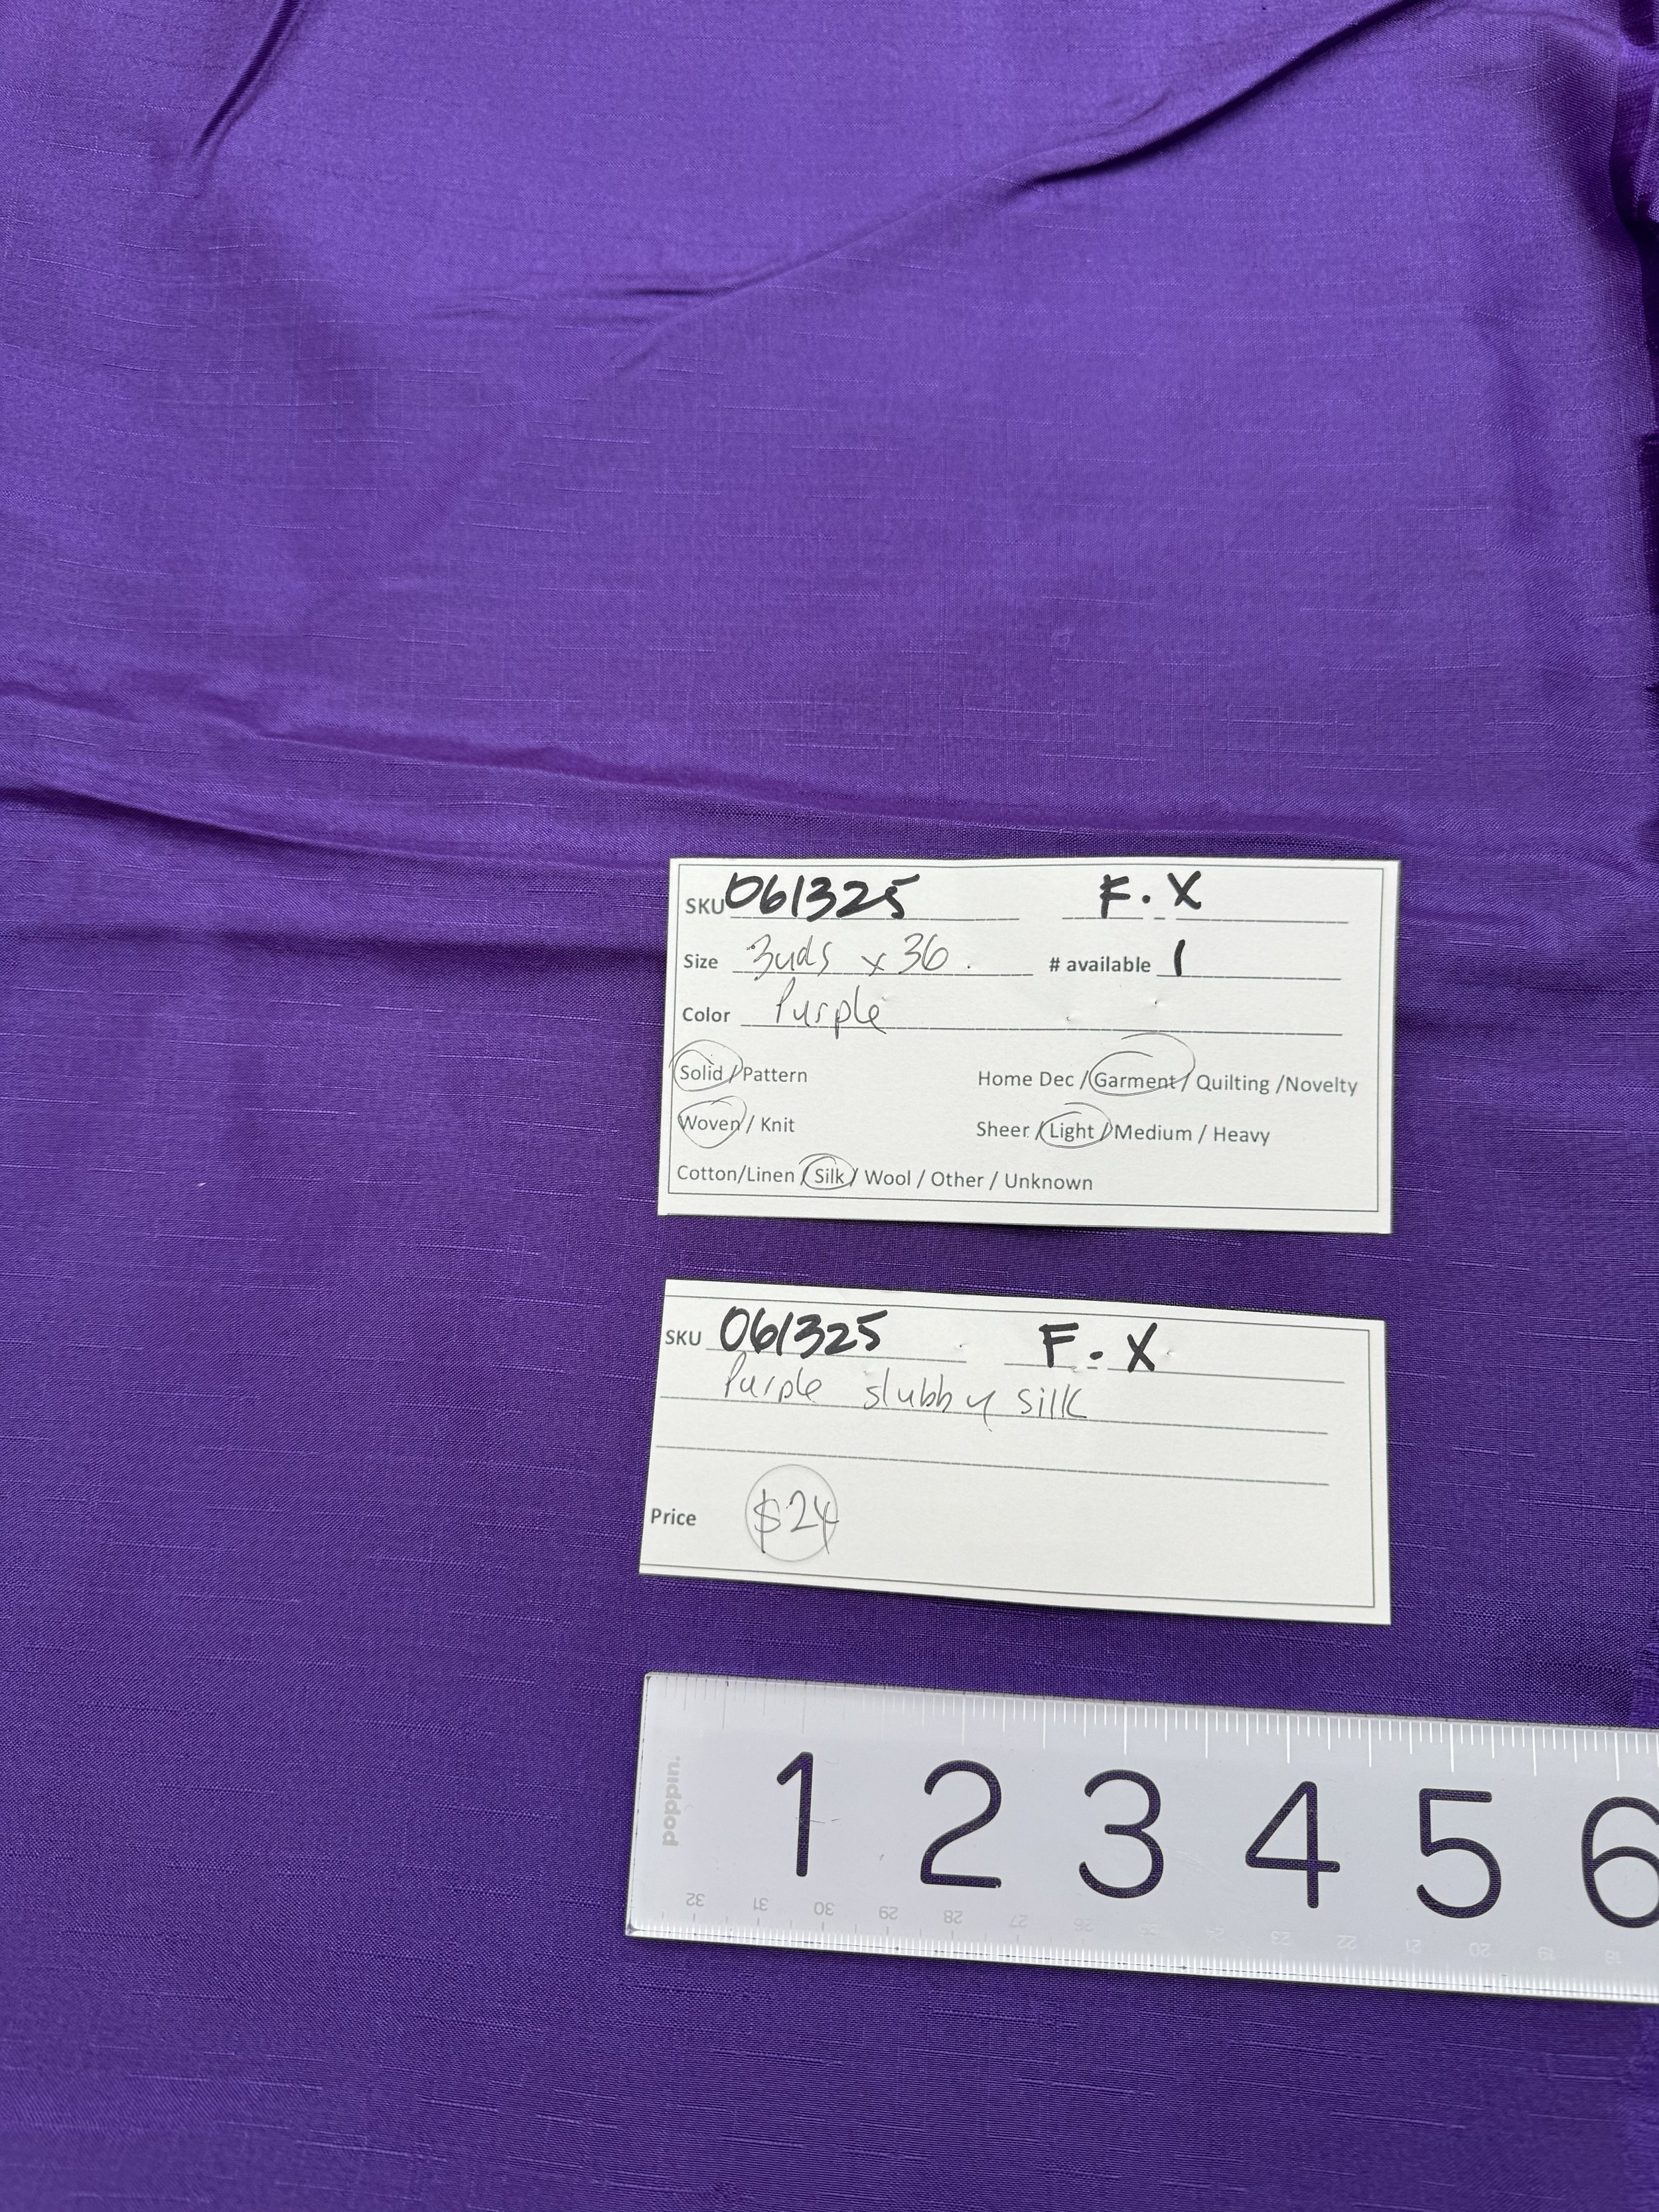 SKU 061325 F. X
Size 3yds x 36 # available 1
Color Purple
Solid / Pattern Home Dec / Garment / Quilting / Novelty
Woven / Knit Sheer / Light / Medium / Heavy
Cotton/Linen / Silk / Wool / Other / Unknown
SKU 061325 F. X
Purple slubby silk
Price $24
poppin.
1 2 3 4 5 6
32 31 30 29 28 27 26 25 24 23 22 21 20 19 18